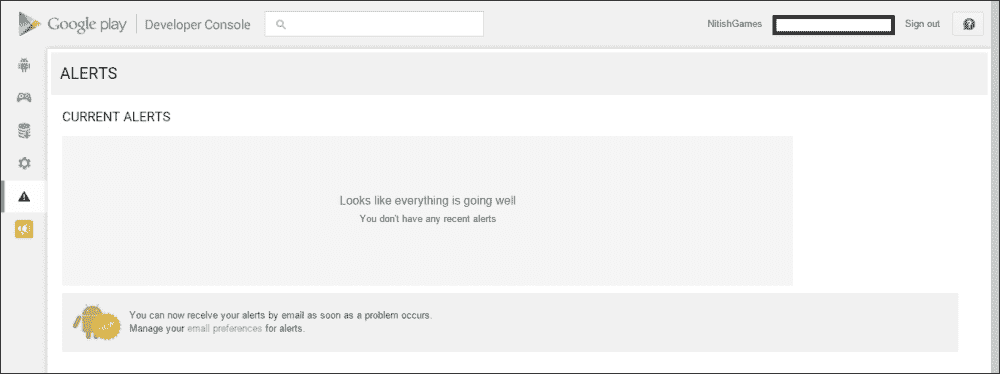 Google play Developer Console NitishGames Sign out
ALERTS
CURRENT ALERTS
Looks like everything is going well
You don't have any recent alerts
You can now receive your alerts by email as soon as a problem occurs.
Manage your email preferences for alerts.